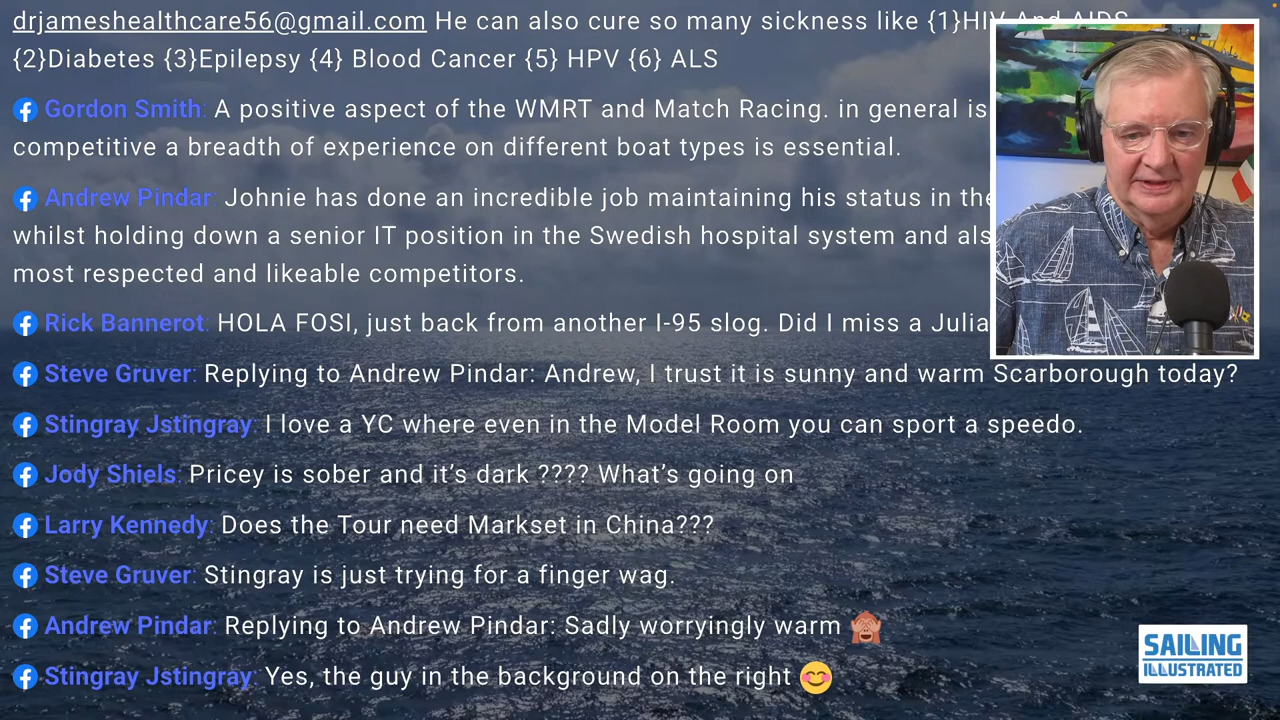 drjameshealthcare56@gmail.com He can also cure so many sickness like {1}HIV And AIDS
{2}Diabetes {3}Epilepsy {4} Blood Cancer {5} HPV {6} ALS
Gordon Smith: A positive aspect of the WMRT and Match Racing. in general is
competitive a breadth of experience on different boat types is essential.
Andrew Pindar: Johnie has done an incredible job maintaining his status in the
whilst holding down a senior IT position in the Swedish hospital system and
most respected and likeable competitors.
Rick Bannerot: HOLA FOSI, just back from another I-95 slog. Did I miss a
Steve Gruver: Replying to Andrew Pindar: Andrew, I trust it is sunny and warm Scarborough today?
Stingray Jstingray: I love a YC where even in the Model Room you can sport a speedo.
Jody Shiels: Pricey is sober and it’s dark ???? What’s going on
Larry Kennedy: Does the Tour need Markset in China???
Steve Gruver: Stingray is just trying for a finger wag.
Andrew Pindar: Replying to Andrew Pindar: Sadly worryingly warm 🙈
Stingray Jstingray: Yes, the guy in the background on the right 😊
SAILING
ILLUSTRATED